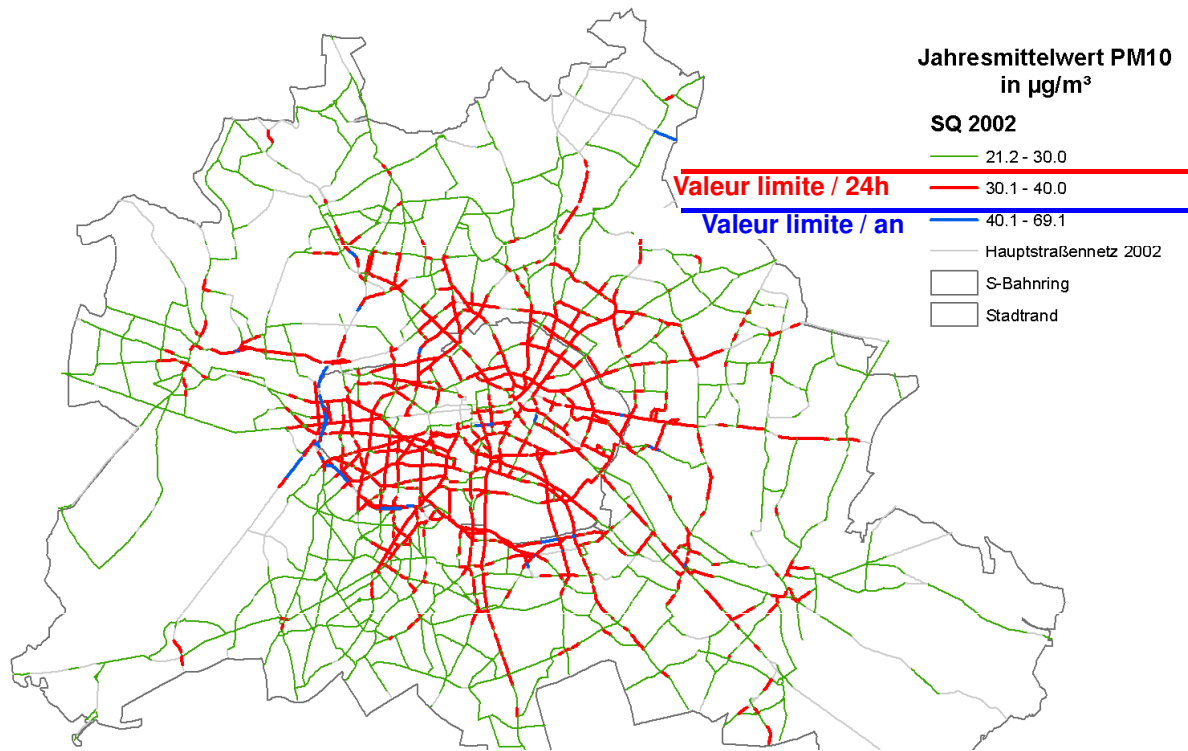 Jahresmittelwert PM10
in µg/m³
SQ 2002
21.2 - 30.0
Valeur limite / 24h
30.1 - 40.0
Valeur limite / an
40.1 - 69.1
Hauptstraßennetz 2002
S-Bahnring
Stadtrand